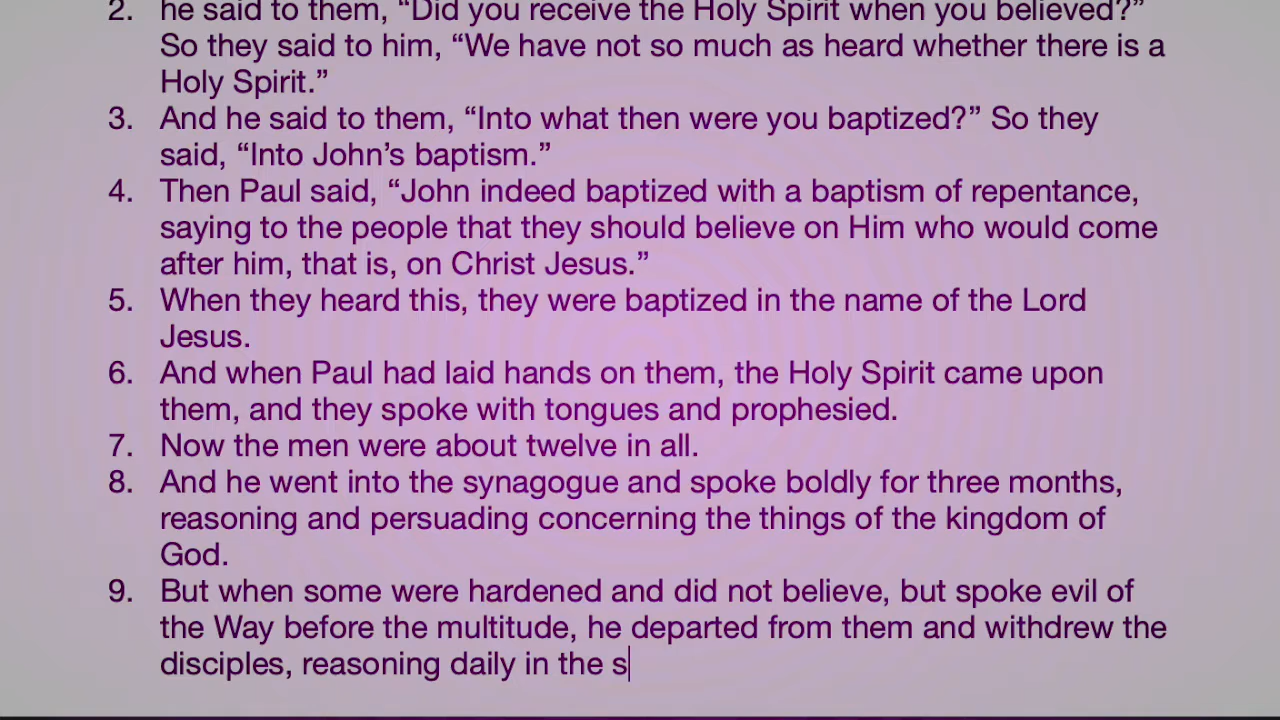 2. he said to them, “Did you receive the Holy Spirit when you believed?”
So they said to him, “We have not so much as heard whether there is a
Holy Spirit.”
3. And he said to them, “Into what then were you baptized?” So they
said, “Into John’s baptism.”
4. Then Paul said, “John indeed baptized with a baptism of repentance,
saying to the people that they should believe on Him who would come
after him, that is, on Christ Jesus.”
5. When they heard this, they were baptized in the name of the Lord
Jesus.
6. And when Paul had laid hands on them, the Holy Spirit came upon
them, and they spoke with tongues and prophesied.
7. Now the men were about twelve in all.
8. And he went into the synagogue and spoke boldly for three months,
reasoning and persuading concerning the things of the kingdom of
God.
9. But when some were hardened and did not believe, but spoke evil of
the Way before the multitude, he departed from them and withdrew the
disciples, reasoning daily in the s